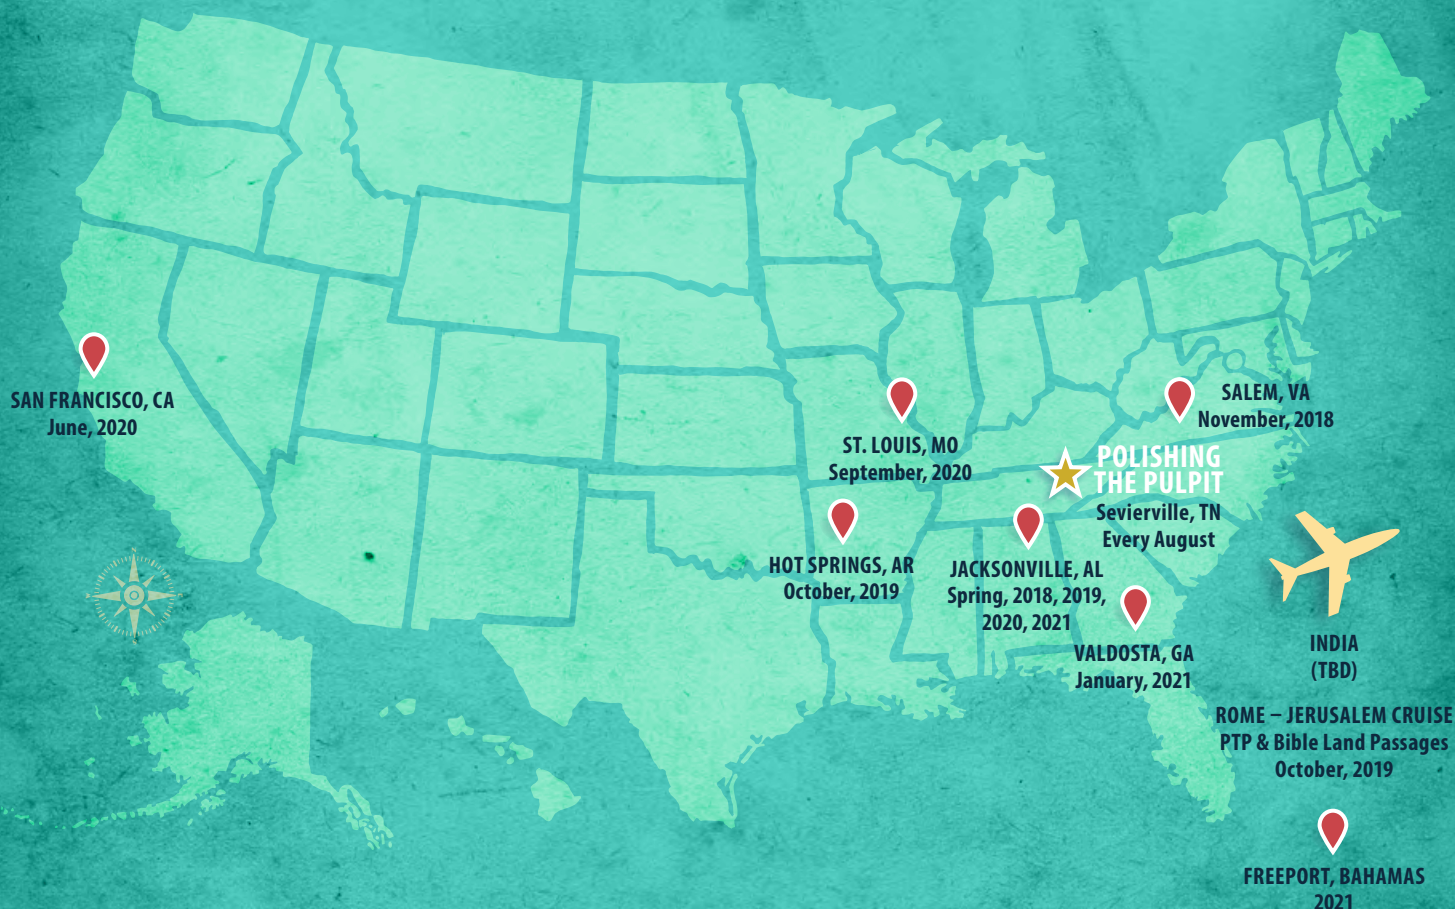 SAN FRANCISCO, CA
June, 2020
ST. LOUIS, MO
September, 2020
SALEM, VA
November, 2018
POLISHING
THE PULPIT
Sevierville, TN
Every August
HOT SPRINGS, AR
October, 2019
JACKSONVILLE, AL
Spring, 2018, 2019,
2020, 2021
VALDOSTA, GA
January, 2021
INDIA
(TBD)
ROME – JERUSALEM CRUISE
PTP & Bible Land Passages
October, 2019
FREEPORT, BAHAMAS
2021